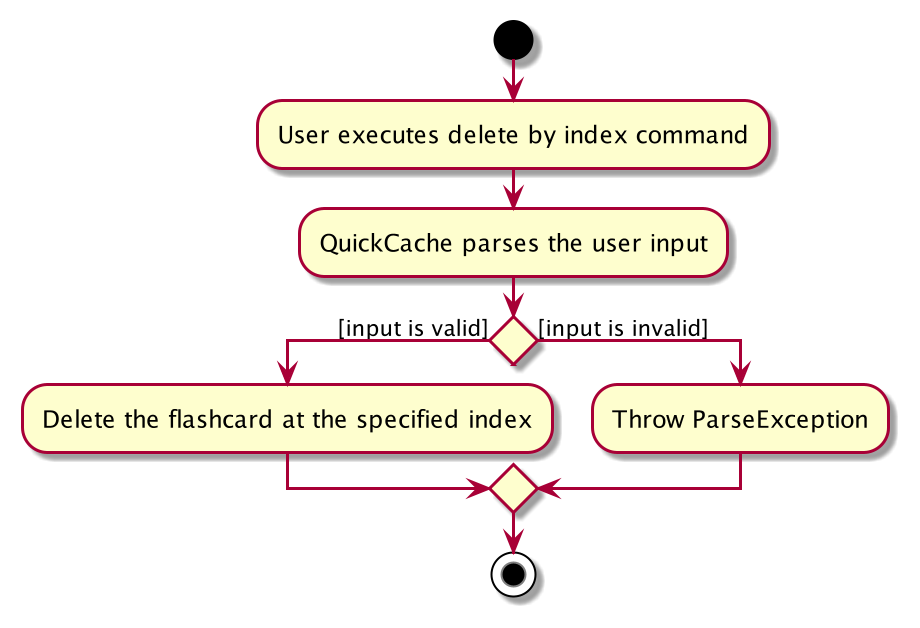 User executes delete by index command
QuickCache parses the user input
[input is valid]
[input is invalid]
Delete the flashcard at the specified index
Throw ParseException